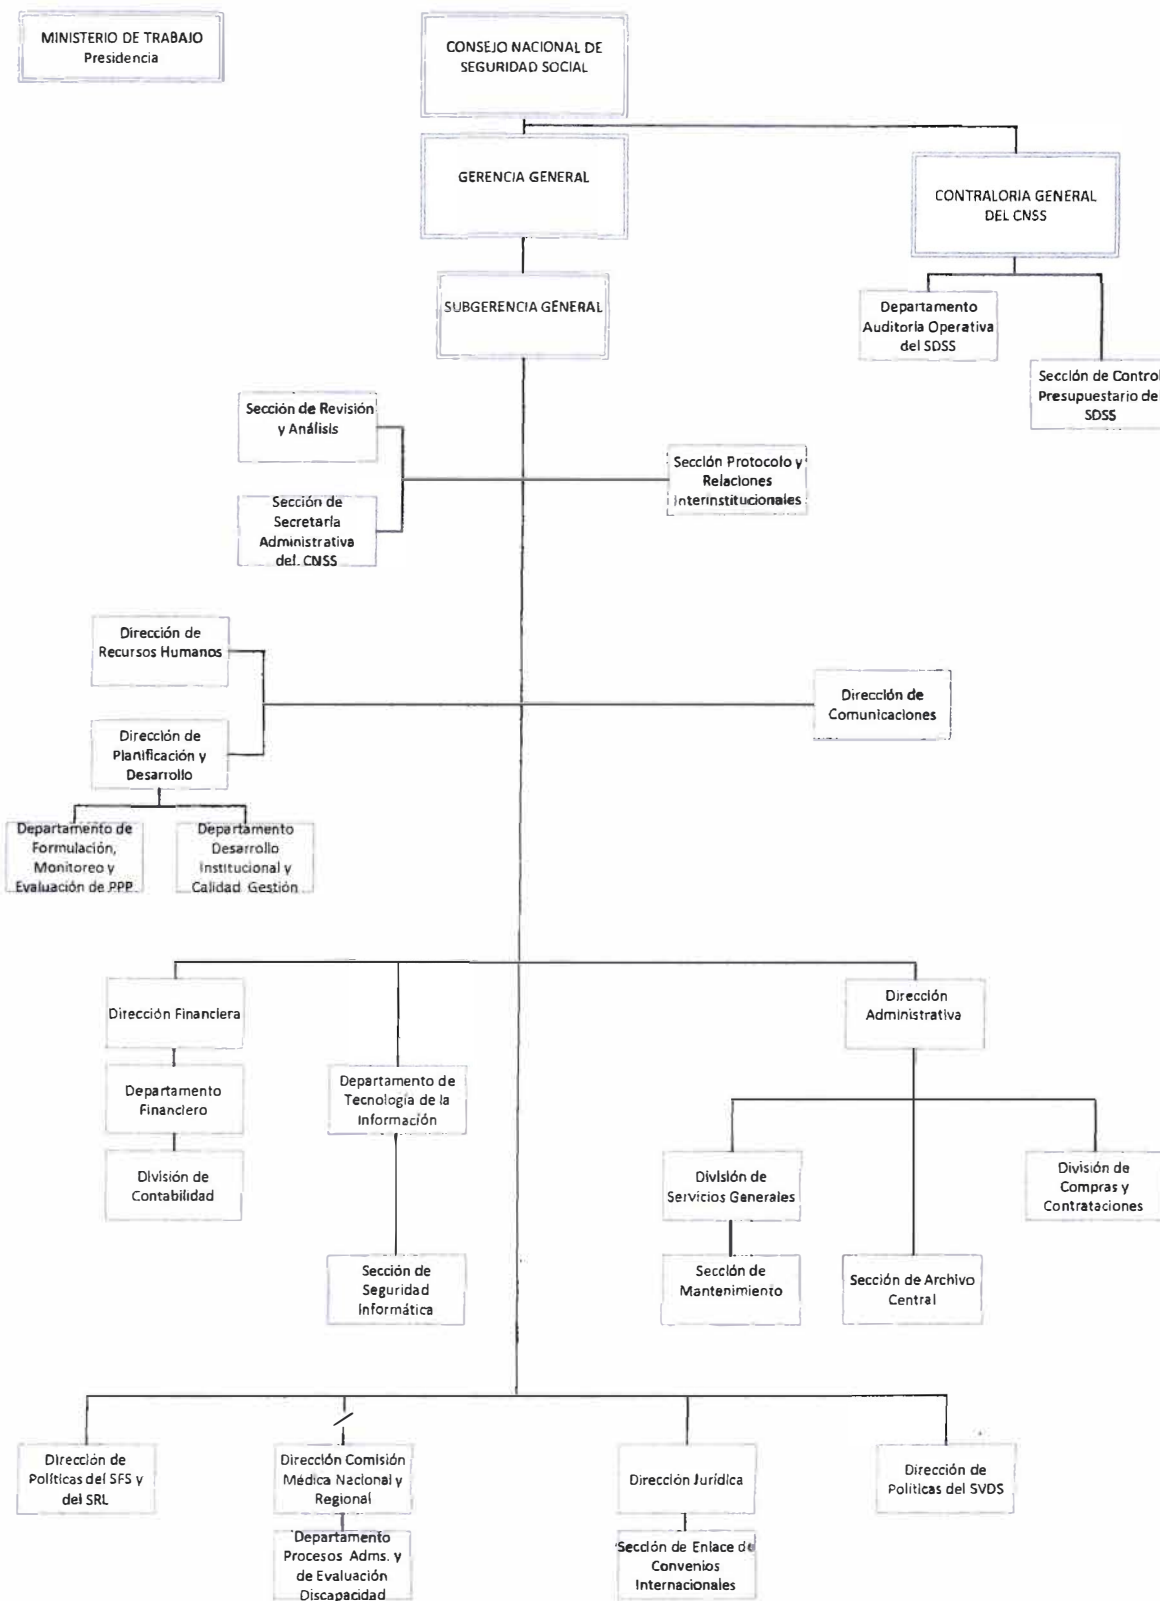 MINISTERIO DE TRABAJO
Presidencia
CONSEJO NACIONAL DE
SEGURIDAD SOCIAL
GERENCIA GENERAL
CONTRALORIA GENERAL
DEL CNSS
SUBGERENCIA GENERAL
Departamento
Auditoría Operativa
del SDSS
Sección de Control
Presupuestario del
SDSS
Sección de Revisión
y Análisis
Sección Protocolo y
Relaciones
Interinstitucionales
Sección de
Secretaría
Administrativa
del CNSS
Dirección de
Recursos Humanos
Dirección de
Comunicaciones
Dirección de
Planificación y
Desarrollo
Departamento de
Formulación,
Monitoreo y
Evaluación de PPP
Departamento
Desarrollo
Institucional y
Calidad Gestión
Dirección Financiera
Dirección
Administrativa
Departamento
Financiero
Departamento de
Tecnología de la
Información
División de
Contabilidad
División de
Servicios Generales
División de
Compras y
Contrataciones
Sección de
Seguridad
Informática
Sección de
Mantenimiento
Sección de Archivo
Central
Dirección de
Políticas del SFS y
del SRL
Dirección Comisión
Médica Nacional y
Regional
Dirección Jurídica
Dirección de
Políticas del SVDS
Departamento
Procesos Adms. y
de Evaluación
Discapacidad
Sección de Enlace de
Convenios
Internacionales